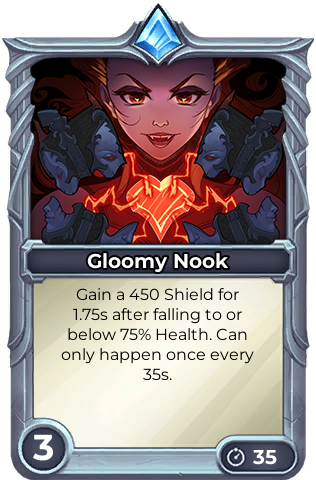 Gloomy Nook
Gain a 450 Shield for
1.75s after falling to or
below 75% Health. Can
only happen once every
35s.
3
35